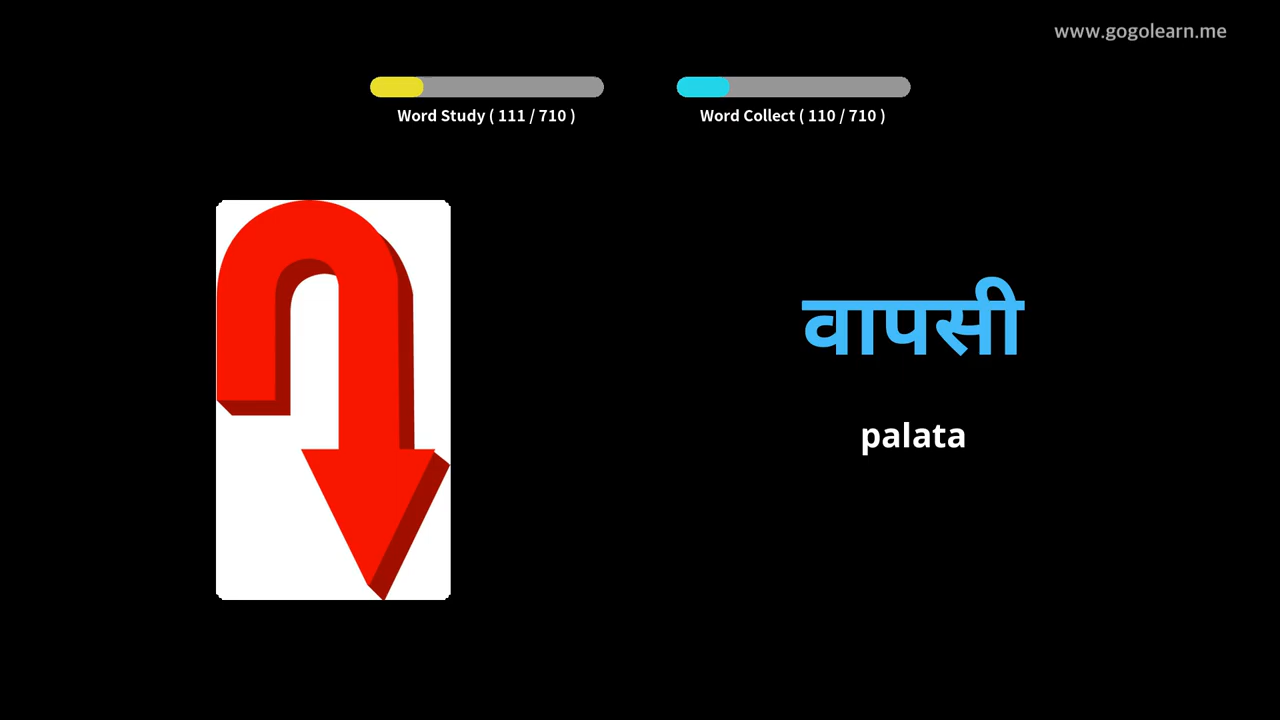 www.gogolearn.me
Word Study ( 111 / 710 )
Word Collect ( 110 / 710 )
वापसी
palata